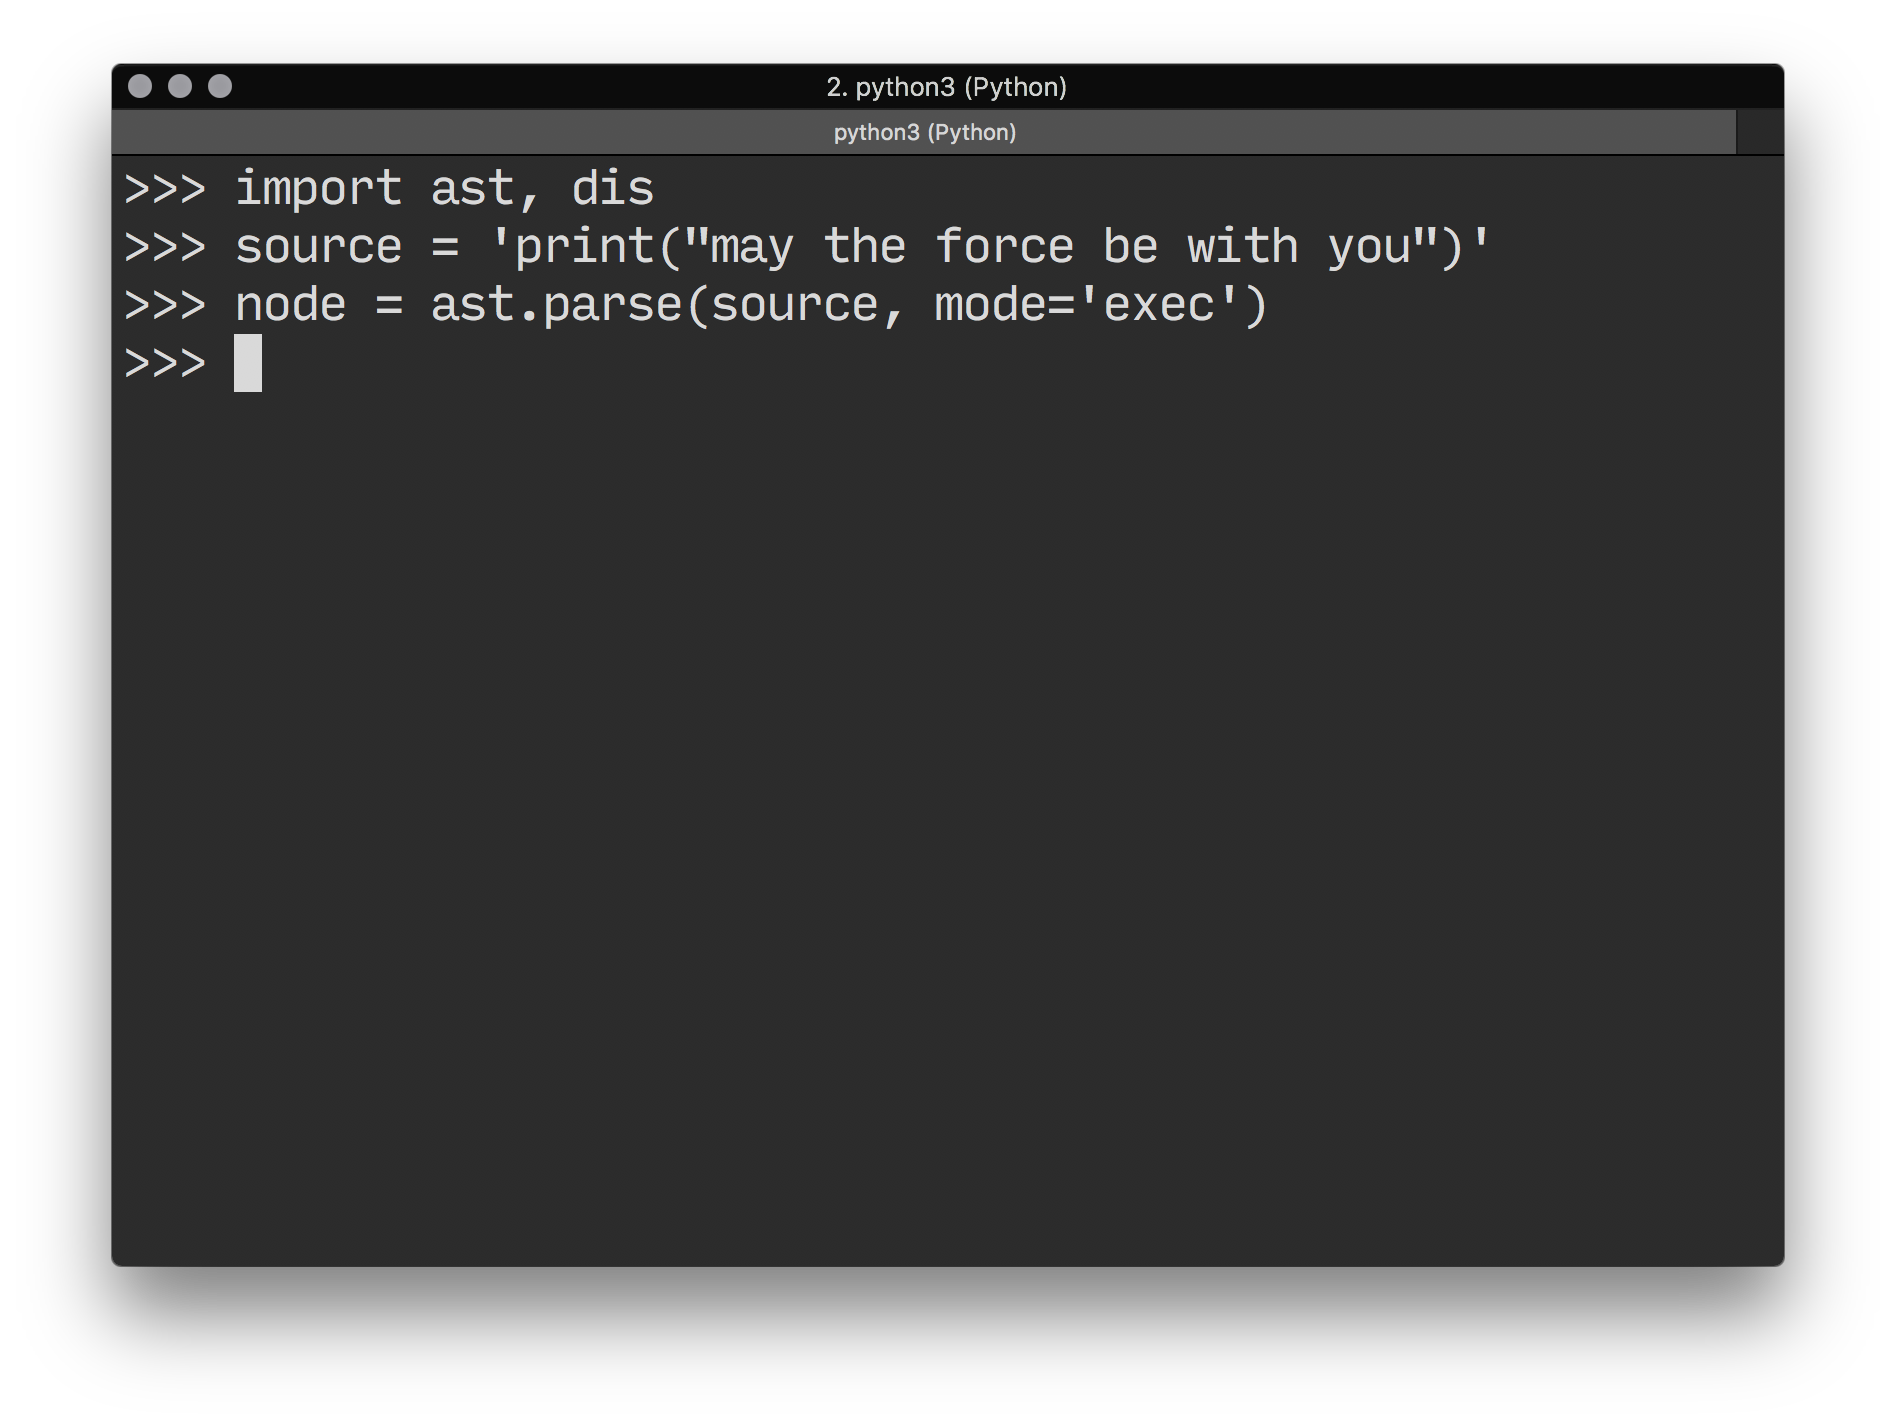 2. python3 (Python)
python3 (Python)
>>> import ast, dis
>>> source = 'print("may the force be with you")'
>>> node = ast.parse(source, mode='exec')
>>>